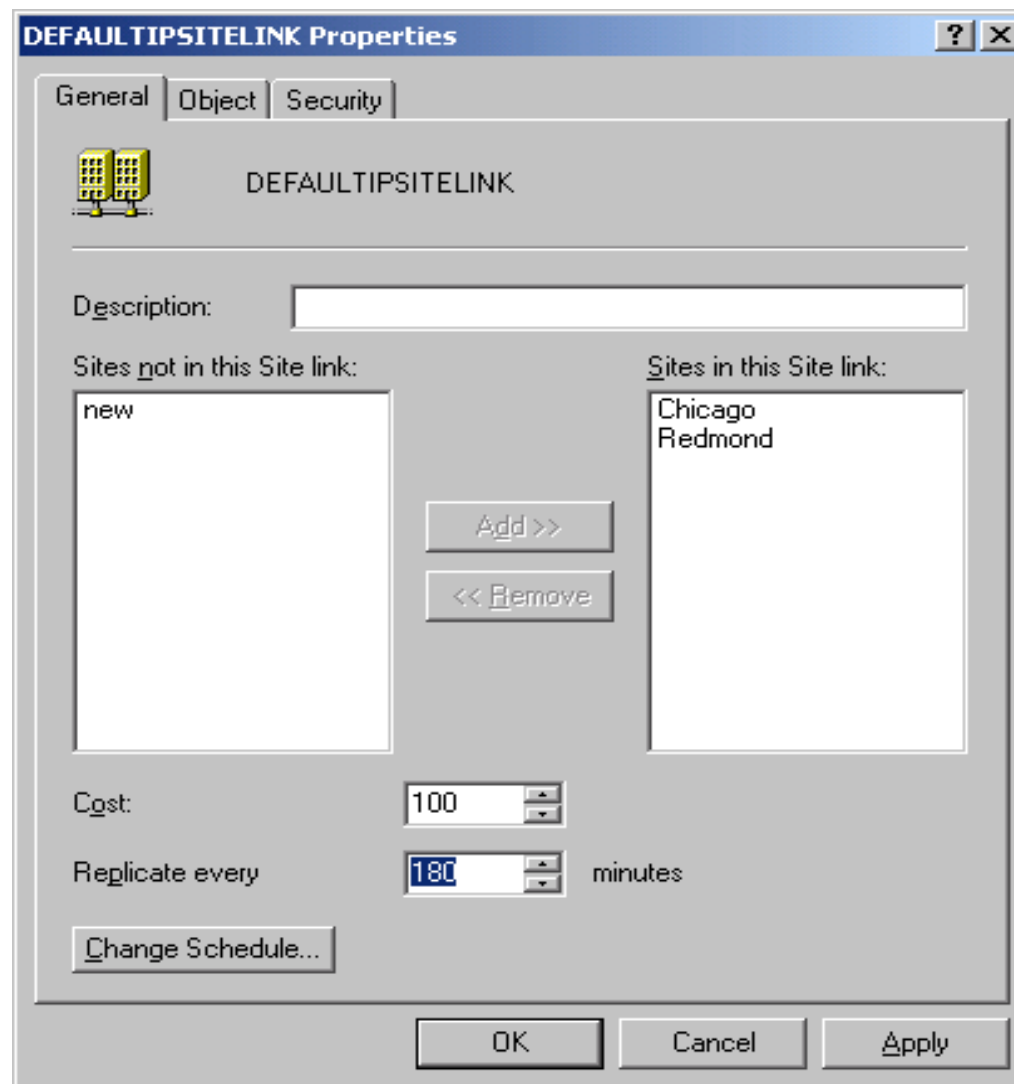 DEFAULTIPSITELINK Properties
General Object Security
DEFAULTIPSITELINK
Description:
Sites not in this Site link:
Sites in this Site link:
new
Chicago
Redmond
Add >>
<< Remove
Cost:
100
Replicate every 180 minutes
Change Schedule...
OK Cancel Apply